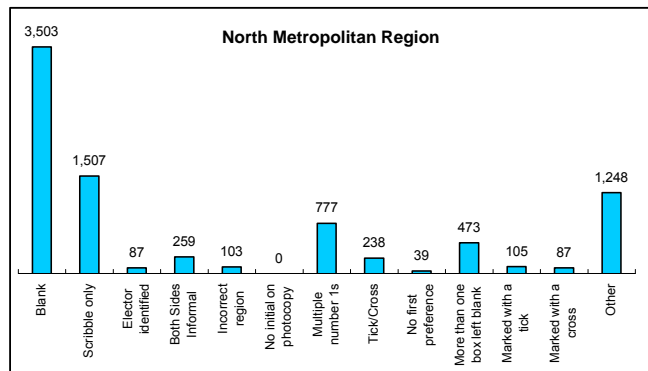 North Metropolitan Region
3,503
1,507
87
259
103
0
777
238
39
473
105
87
1,248
Blank
Scribble only
Elector
identified
Both Sides
Informal
Incorrect
region
No initial on
photocopy
Multiple
number 1s
Tick/Cross
No first
preference
More than one
box left blank
Marked with a
tick
Marked with a
cross
Other